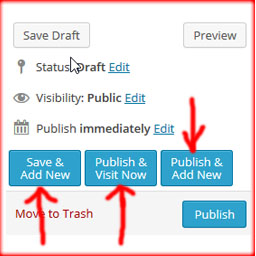 Save Draft Preview
Status: Draft Edit
Visibility: Public Edit
Publish immediately Edit
Save & Publish & Publish &
Add New Visit Now Add New
Move to Trash Publish